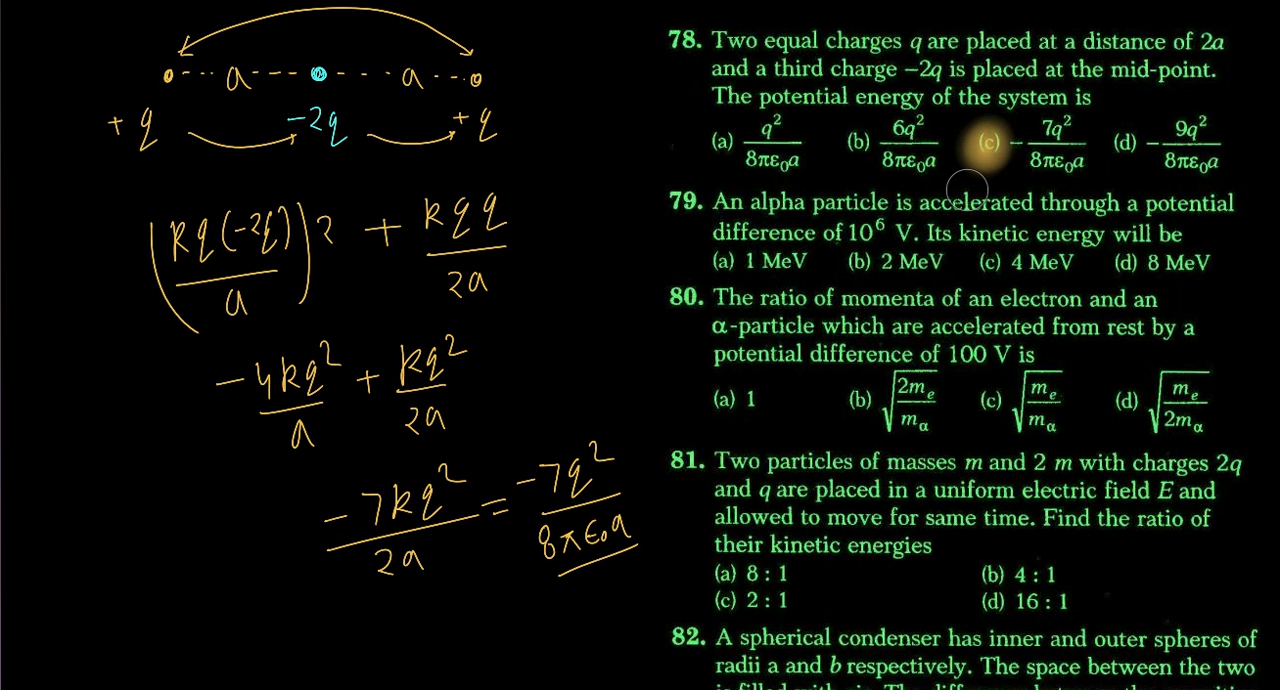 a a
+q -2q +q
(kq(-2q)/a)2 + kqq/2a
-4kq²/a + kq²/2a
-7kq²/2a = -7q²/8πε₀a
78. Two equal charges q are placed at a distance of 2a
and a third charge −2q is placed at the mid-point.
The potential energy of the system is
(a) q²/8πε₀a (b) 6q²/8πε₀a (c) − 7q²/8πε₀a (d) − 9q²/8πε₀a
79. An alpha particle is accelerated through a potential
difference of 10⁶ V. Its kinetic energy will be
(a) 1 MeV (b) 2 MeV (c) 4 MeV (d) 8 MeV
80. The ratio of momenta of an electron and an
α-particle which are accelerated from rest by a
potential difference of 100 V is
(a) 1 (b) √(2mₑ/m_α) (c) √(mₑ/m_α) (d) √(mₑ/2m_α)
81. Two particles of masses m and 2 m with charges 2q
and q are placed in a uniform electric field E and
allowed to move for same time. Find the ratio of
their kinetic energies
(a) 8 : 1 (b) 4 : 1
(c) 2 : 1 (d) 16 : 1
82. A spherical condenser has inner and outer spheres of
radii a and b respectively. The space between the two